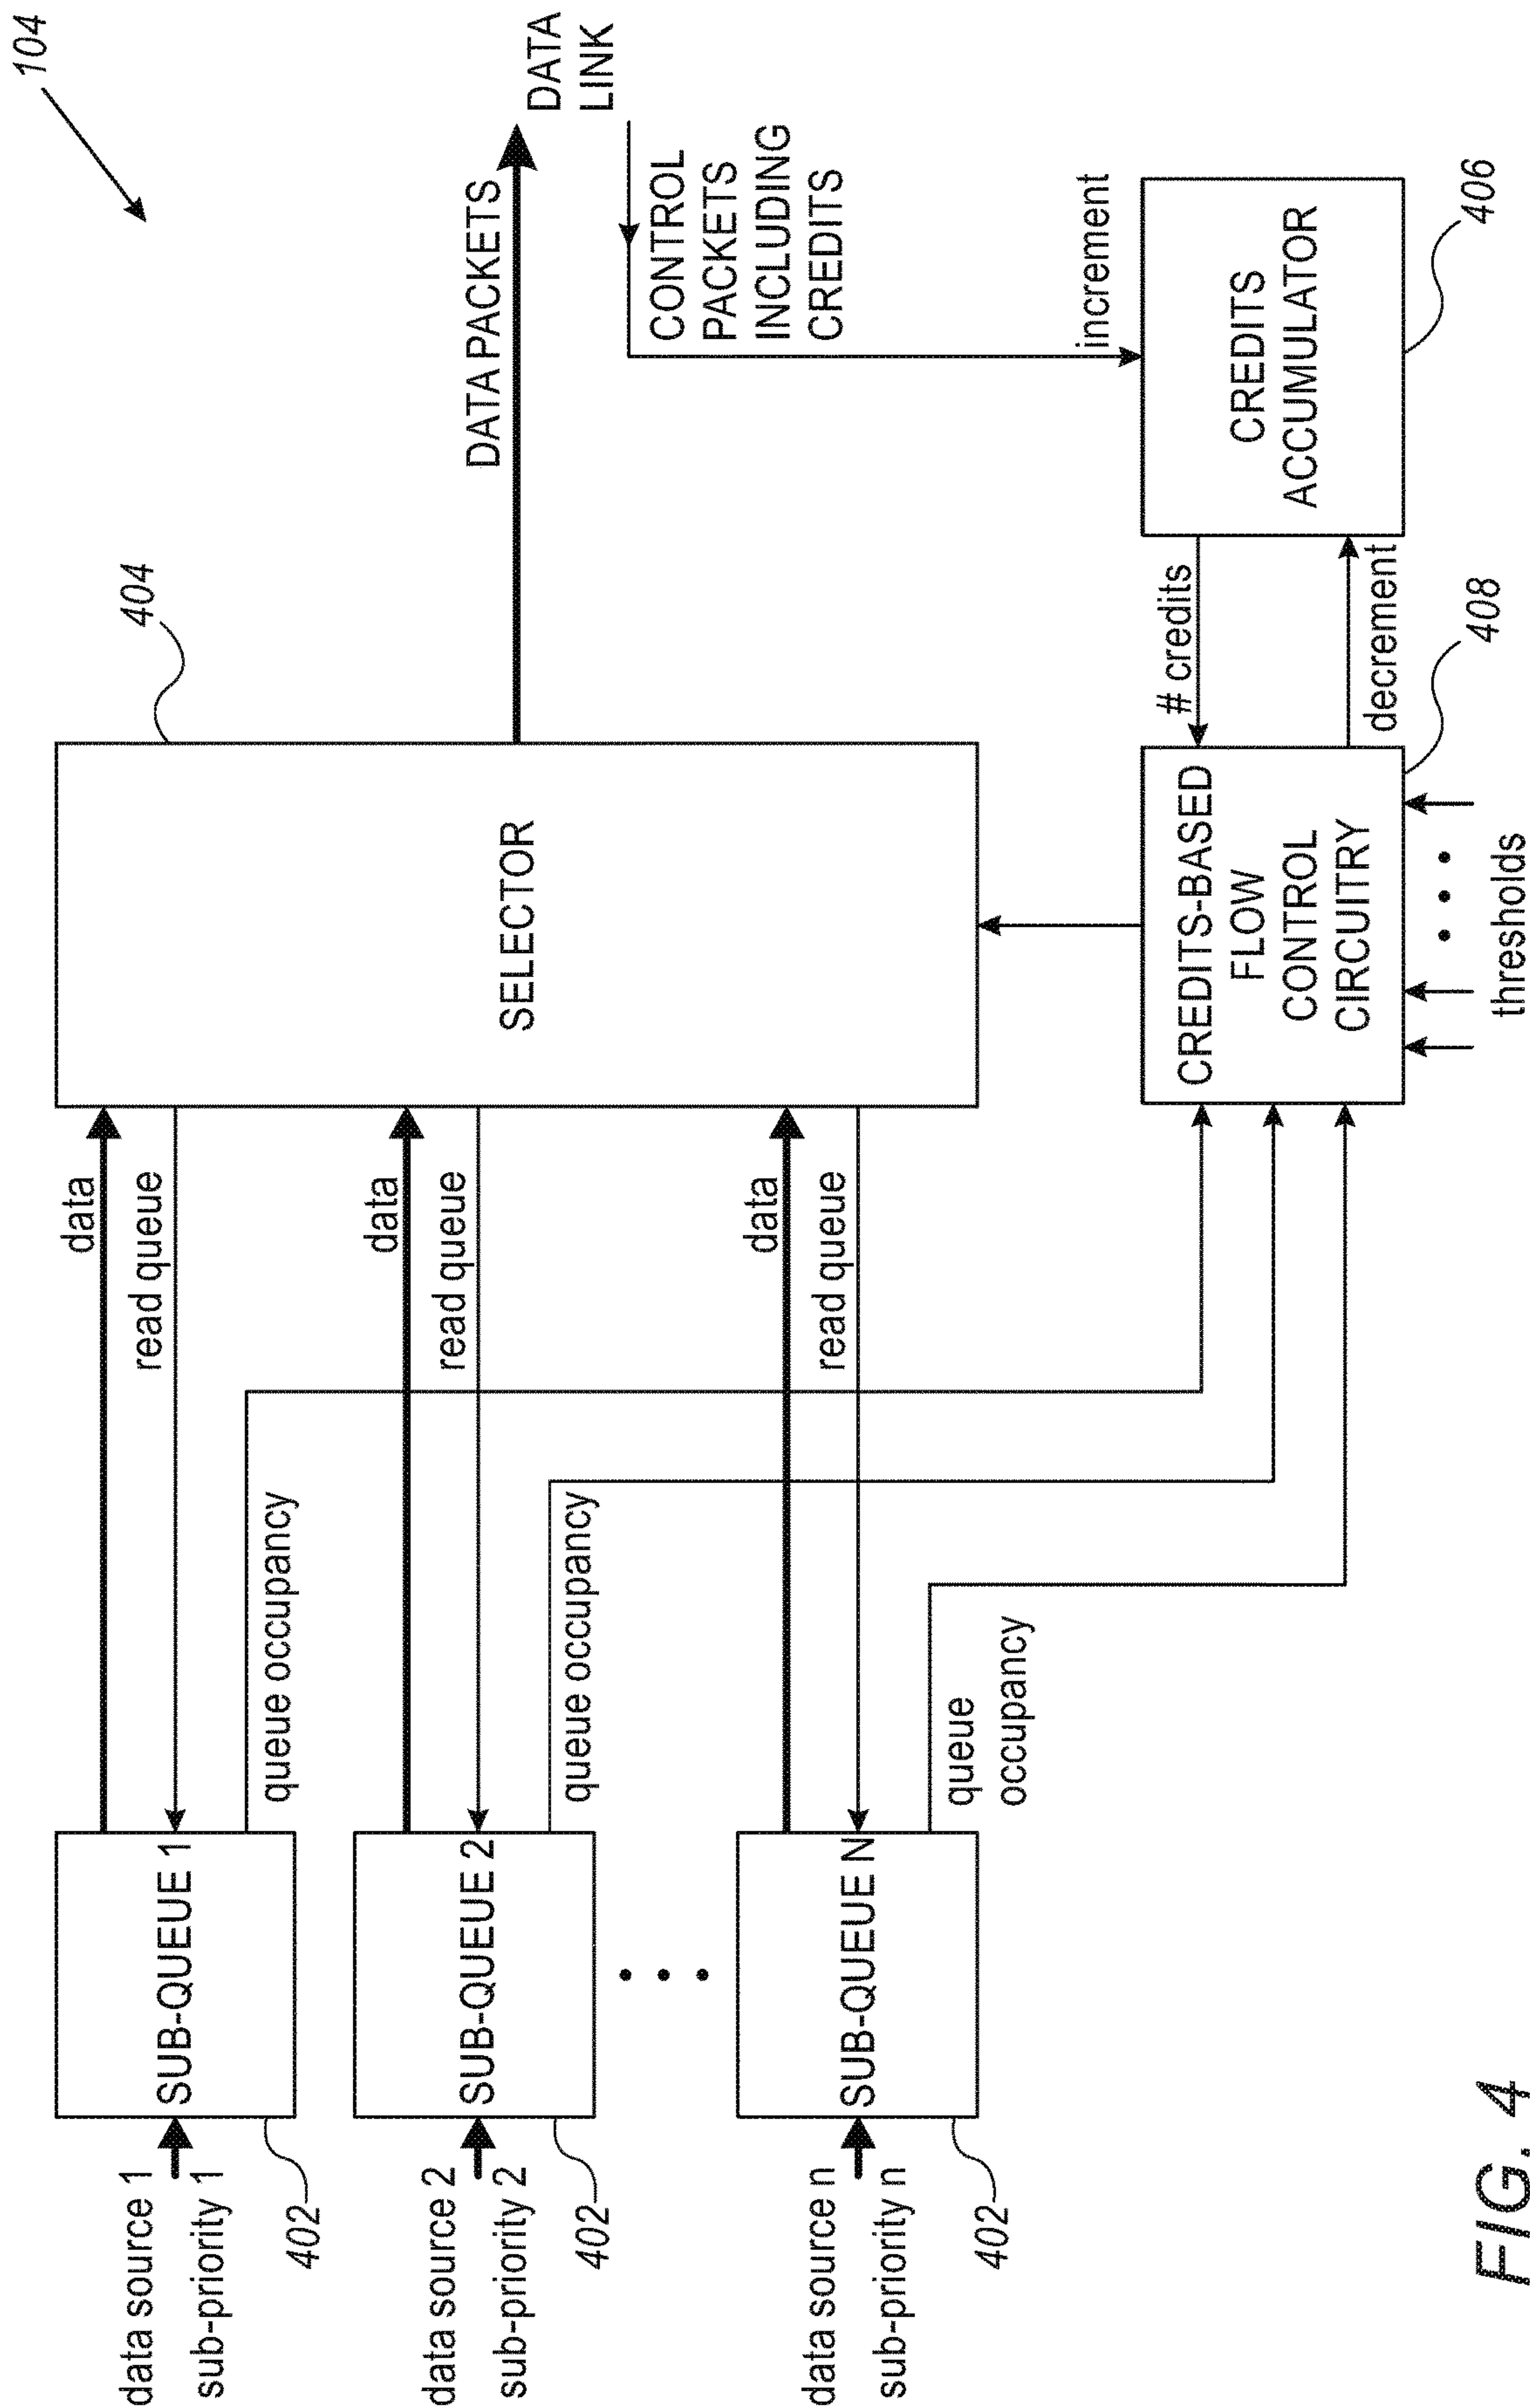 104
data source 1
sub-priority 1
402
SUB-QUEUE 1
data
read queue
queue occupancy
data source 2
sub-priority 2
402
SUB-QUEUE 2
data
read queue
queue occupancy
data source n
sub-priority n
402
SUB-QUEUE N
data
read queue
queue
occupancy
SELECTOR
404
DATA PACKETS
DATA
LINK
CONTROL
PACKETS
INCLUDING
CREDITS
increment
CREDITS-BASED
FLOW
CONTROL
CIRCUITRY
408
# credits
decrement
CREDITS
ACCUMULATOR
406
thresholds
FIG. 4